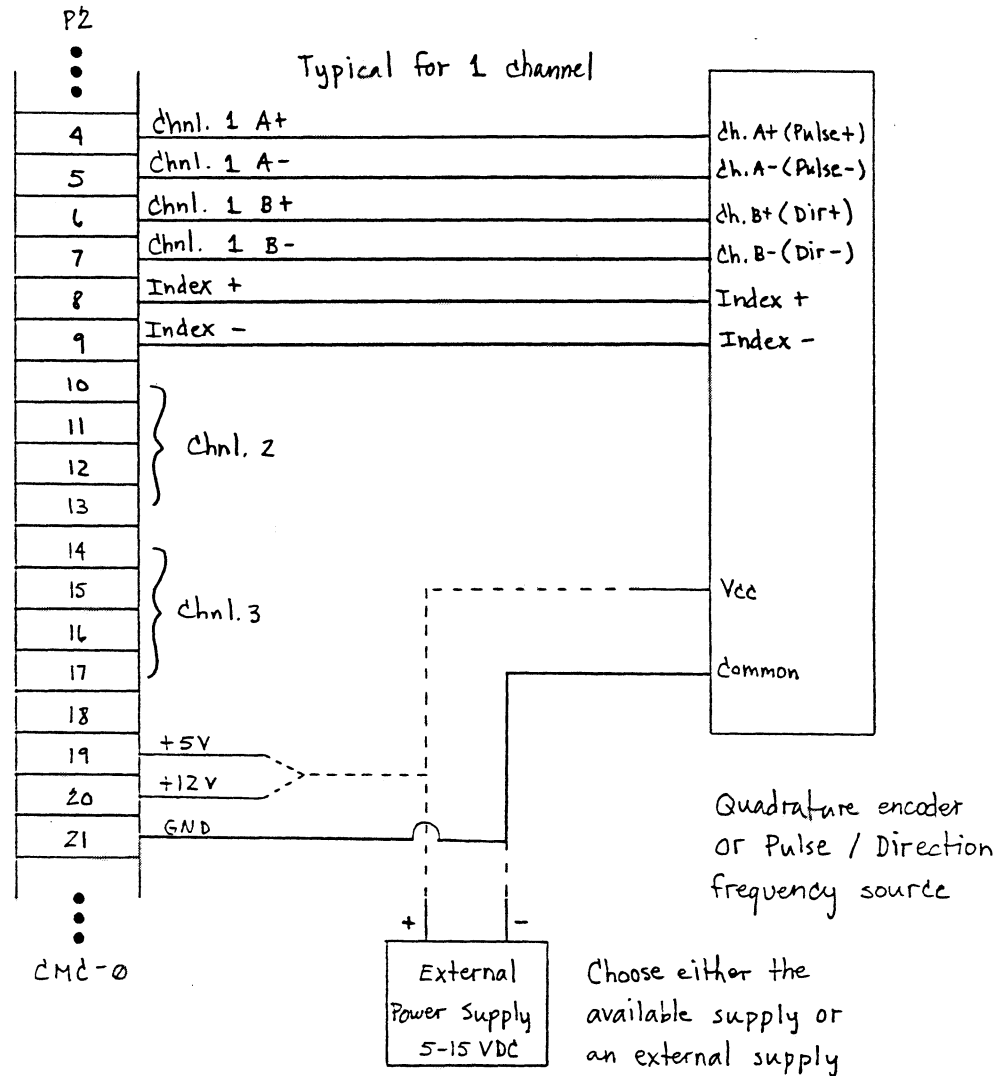 P2
Typical for 1 channel
4 Chnl. 1 A+ Ch. A+ (Pulse+)
5 Chnl. 1 A- Ch. A- (Pulse-)
6 Chnl. 1 B+ Ch. B+ (Dir+)
7 Chnl. 1 B- Ch. B- (Dir-)
8 Index + Index +
9 Index - Index -
10
11
Chnl. 2
12
13
14
15 Vcc
Chnl. 3
16
17 Common
18
19 +5V
20 +12V
21 GND
Quadrature encoder
or Pulse / Direction
frequency source
+ -
CMC-0
External
Power Supply
5-15 VDC
Choose either the
available supply or
an external supply